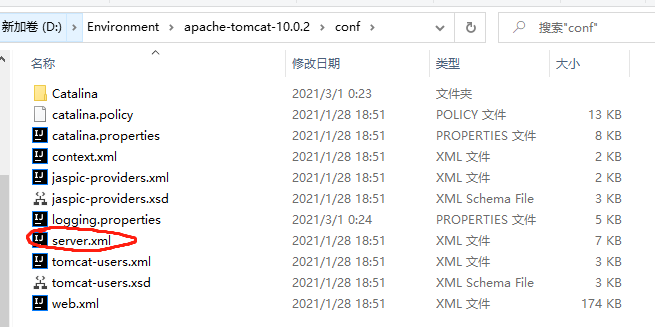 新加卷 (D:) Environment apache-tomcat-10.0.2 conf 搜索"conf"
名称 修改日期 类型 大小
Catalina 2021/3/1 0:23 文件夹
catalina.policy 2021/1/28 18:51 POLICY 文件 13 KB
catalina.properties 2021/1/28 18:51 PROPERTIES 文件 8 KB
context.xml 2021/1/28 18:51 XML 文件 2 KB
jaspic-providers.xml 2021/1/28 18:51 XML 文件 2 KB
jaspic-providers.xsd 2021/1/28 18:51 XML Schema File 3 KB
logging.properties 2021/3/1 0:24 PROPERTIES 文件 5 KB
server.xml 2021/1/28 18:51 XML 文件 7 KB
tomcat-users.xml 2021/1/28 18:51 XML 文件 3 KB
tomcat-users.xsd 2021/1/28 18:51 XML Schema File 3 KB
web.xml 2021/1/28 18:51 XML 文件 174 KB